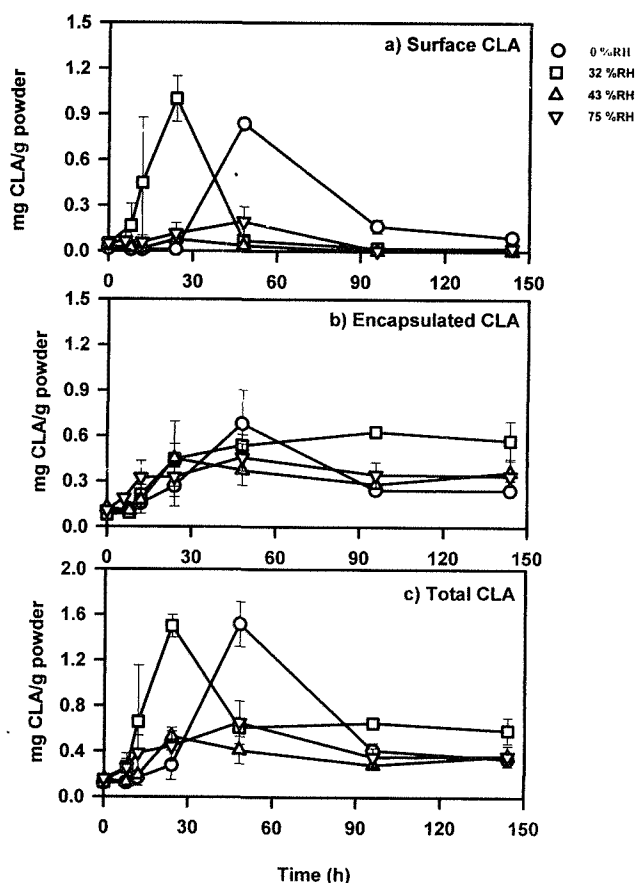 a) Surface CLA
0 %RH
32 %RH
43 %RH
75 %RH
mg CLA/g powder
1.5
1.2
0.9
0.6
0.3
0.0
0 30 60 90 120 150
b) Encapsulated CLA
mg CLA/g powder
1.5
1.2
0.9
0.6
0.3
0.0
0 30 60 90 120 150
c) Total CLA
mg CLA/g powder
2.0
1.6
1.2
0.8
0.4
0.0
0 30 60 90 120 150
Time (h)